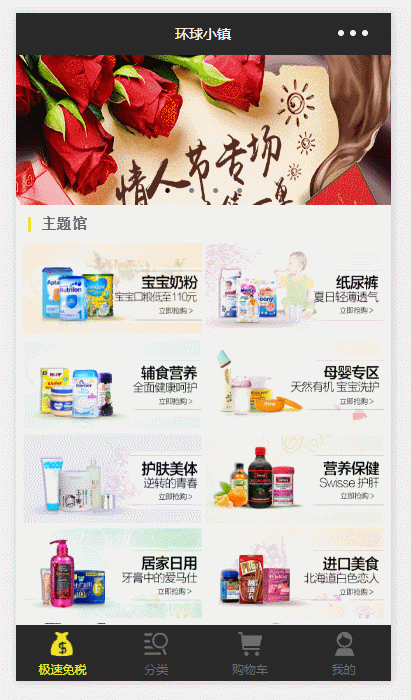 环球小镇
情人节专场
主题馆
宝宝奶粉
宝宝口粮低至110元
立即抢购 >
纸尿裤
夏日轻薄透气
立即抢购 >
辅食营养
全面健康呵护
立即抢购 >
母婴专区
天然有机 宝宝洗护
立即抢购 >
护肤美体
逆转的青春
立即抢购 >
营养保健
Swisse 护肝
立即抢购 >
居家日用
牙膏中的爱马仕
立即抢购 >
进口美食
北海道白色恋人
立即抢购 >
极速免税
分类
购物车
我的